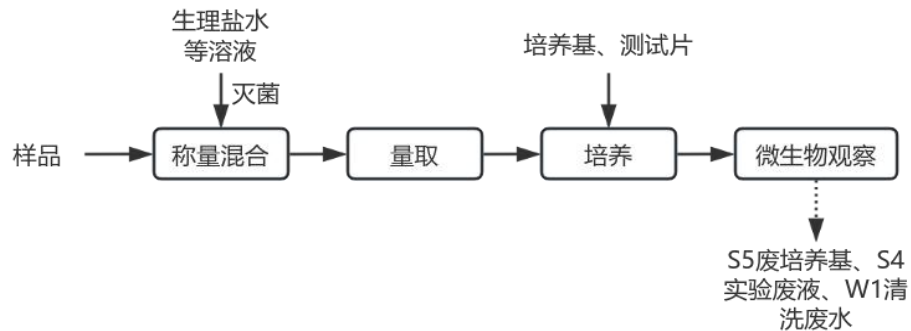 生理盐水
等溶液
灭菌
培养基、测试片
样品
称量混合
量取
培养
微生物观察
S5废培养基、S4
实验废液、W1清
洗废水